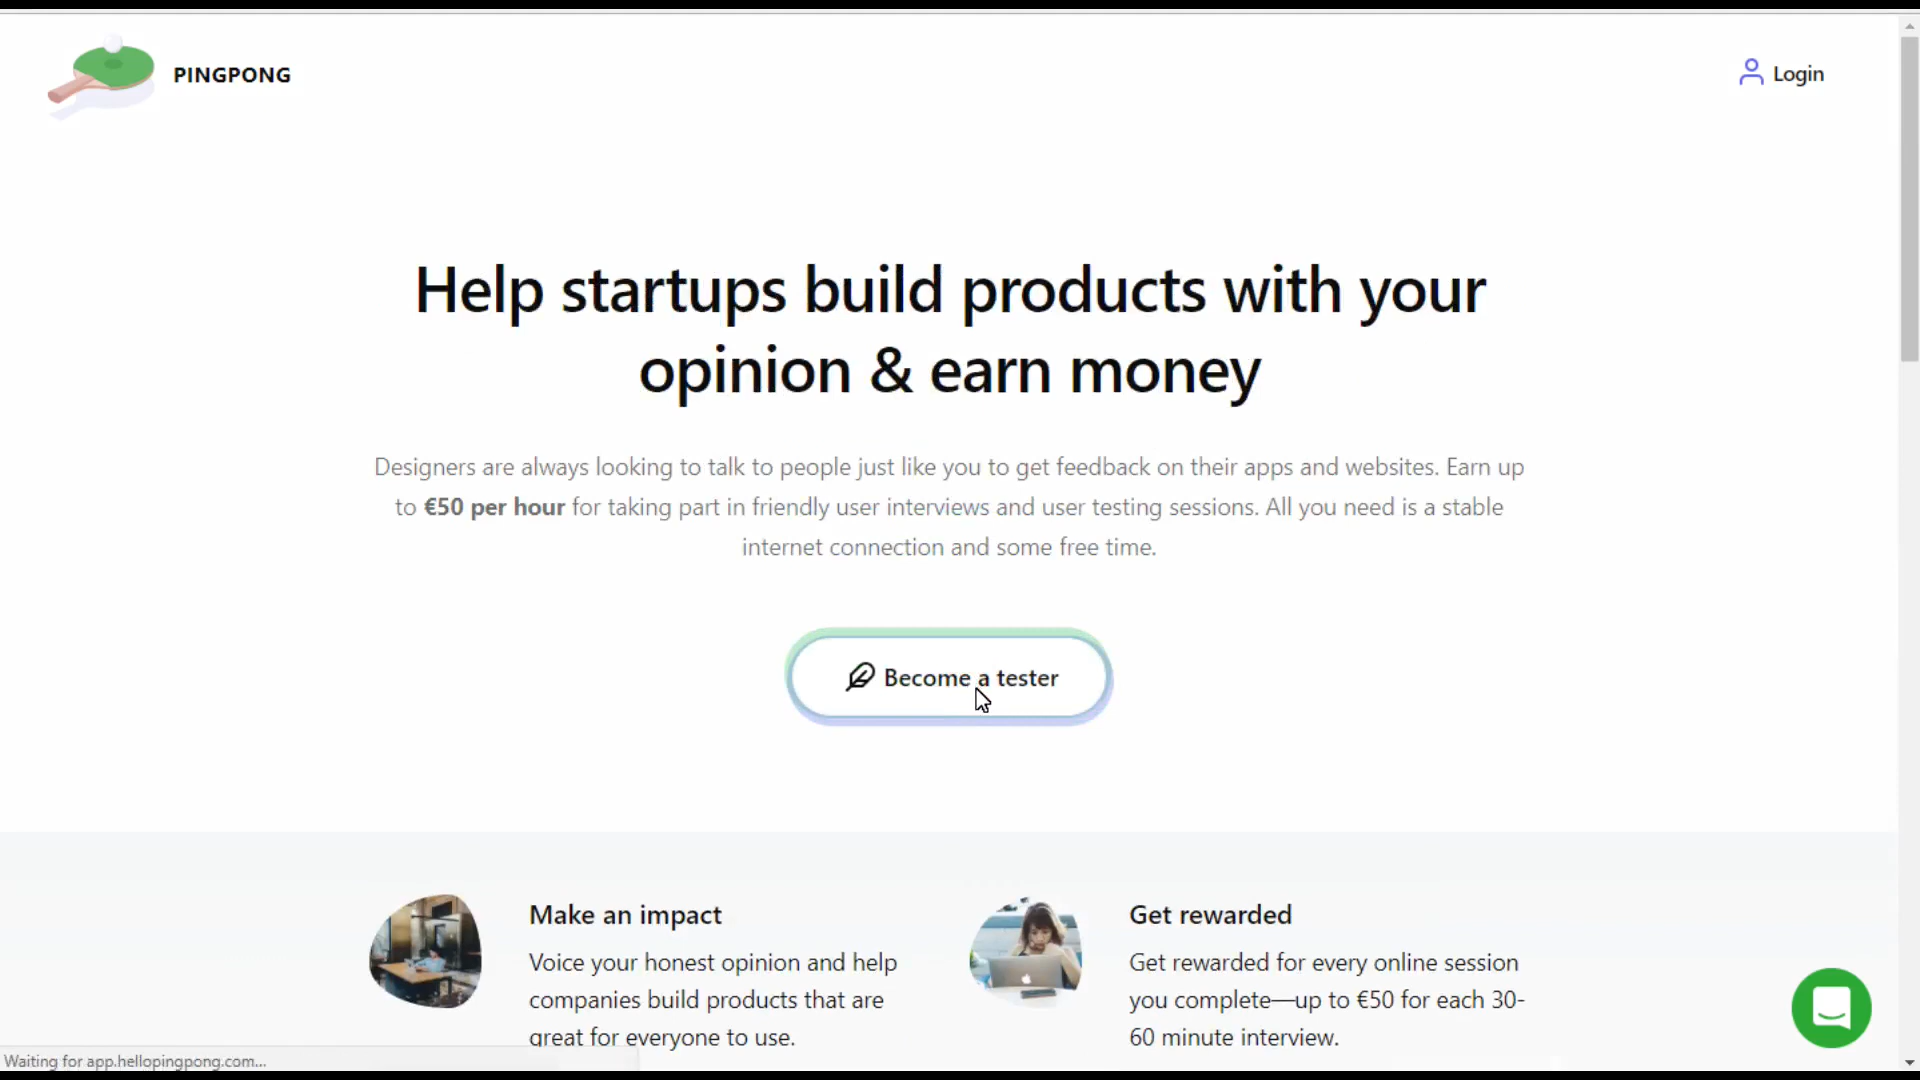 PINGPONG
Login
Help startups build products with your
opinion & earn money
Designers are always looking to talk to people just like you to get feedback on their apps and websites. Earn up
to €50 per hour for taking part in friendly user interviews and user testing sessions. All you need is a stable
internet connection and some free time.
Become a tester
Make an impact
Voice your honest opinion and help
companies build products that are
great for everyone to use.
Get rewarded
Get rewarded for every online session
you complete—up to €50 for each 30-
60 minute interview.
Waiting for app.hellopingpong.com...